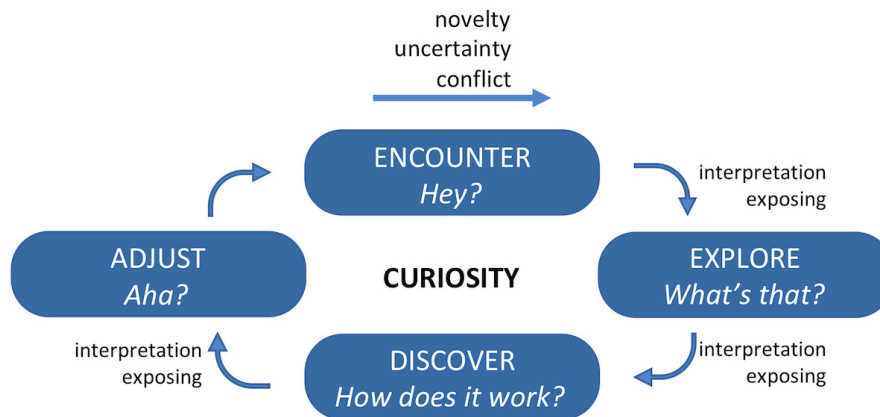 novelty
uncertainty
conflict
ENCOUNTER
Hey?
interpretation
exposing
ADJUST
Aha?
CURIOSITY
EXPLORE
What's that?
interpretation
exposing
DISCOVER
How does it work?
interpretation
exposing